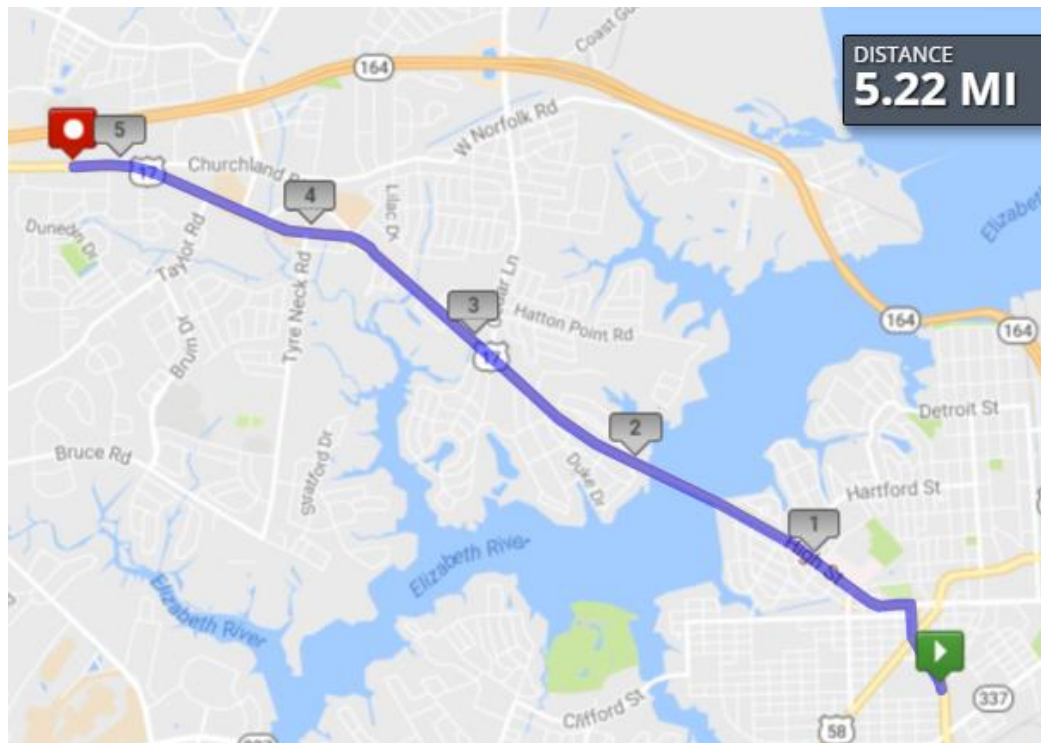 Coast Gu
DISTANCE
5.22 MI
164
W Norfolk Rd
5
17
Churchland
4
Lilac Dr
Elizabeth
Dunedin Dr
Taylor Rd
3
Hatton Point Rd
164
164
Tyre Neck Rd
17
Bruin Dr
Detroit St
2
Bruce Rd
Stratford Dr
Duke Dr
Hartford St
1
High St
Elizabeth River
Elizabeth River
337
Clifford St
58